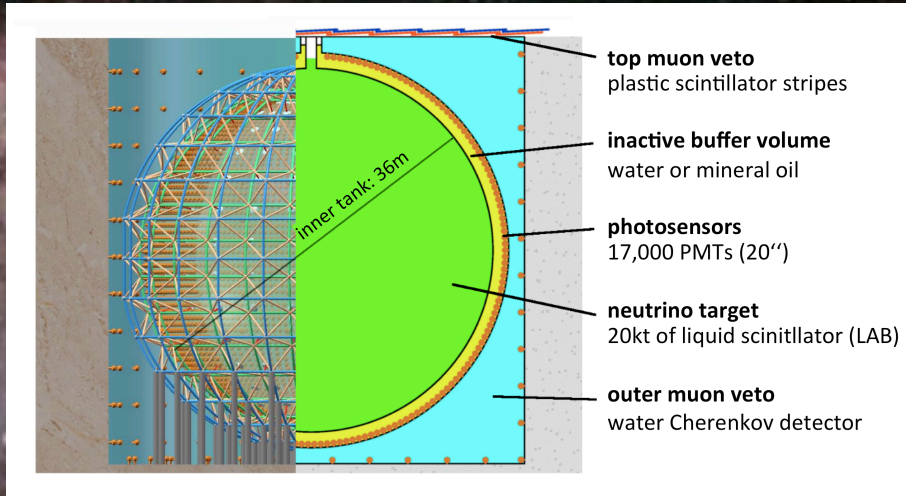 top muon veto
plastic scintillator stripes
inactive buffer volume
water or mineral oil
inner tank: 36m
photosensors
17,000 PMTs (20‘‘)
neutrino target
20kt of liquid scinitllator (LAB)
outer muon veto
water Cherenkov detector